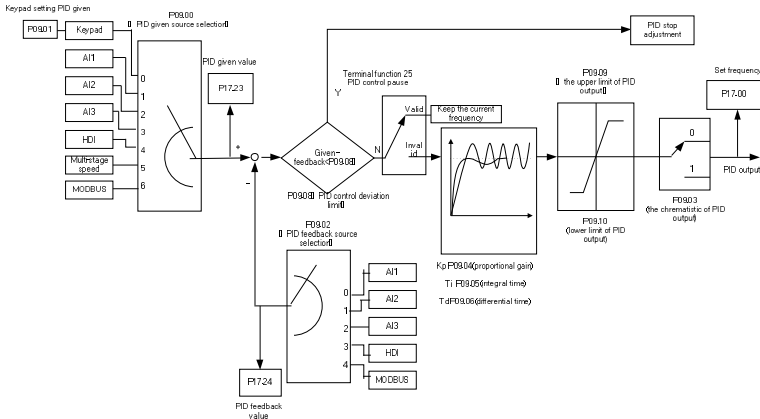 Keypad setting PID given
P09.01
Keypad
AI1
AI2
AI3
HDI
Multi-stage
speed
MODBUS
P09.00
PID given source selection
0
1
2
3
4
5
6
PID given value
P17.23
+
-
Given-
feedback<P09.08
P09.08 PID control deviation
limit
Y
N
Terminal function 25
PID control pause
Valid
Inval
id
Keep the current
frequency
PID stop
adjustment
Kp P09.04(proportional gain)
Ti P09.05(integral time)
Td P09.06(differential time)
P09.09
the upper limit of PID
output
P09.10
(lower limit of PID
output)
0
1
P09.03
(the chrematistic of PID
output)
Set frequency
P17.00
PID output
P09.02
PID feedback source
selection
0
1
2
3
4
AI1
AI2
AI3
HDI
MODBUS
P17.24
PID feedback
value